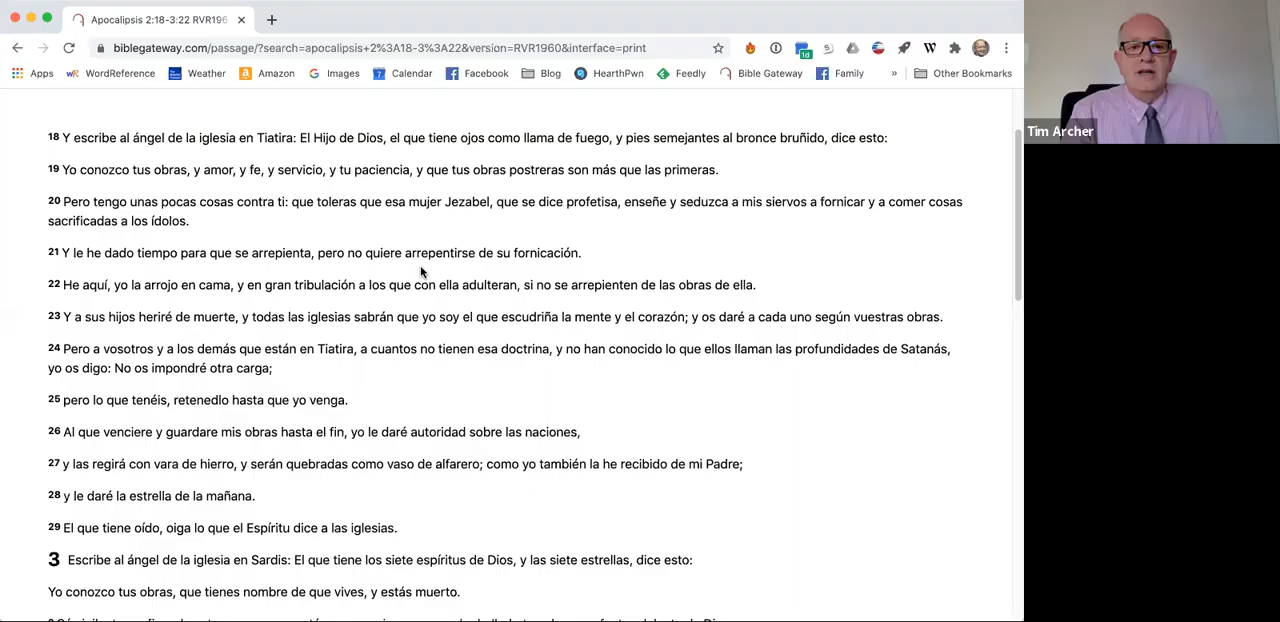 Apocalipsis 2:18-3:22 RVR196
biblegateway.com/passage/?search=apocalipsis+2%3A18-3%3A22&version=RVR1960&interface=print
1d
W
Apps WordReference Weather Amazon Images Calendar Facebook Blog HearthPwn Feedly Bible Gateway Family » Other Bookmarks
Tim Archer
18 Y escribe al ángel de la iglesia en Tiatira: El Hijo de Dios, el que tiene ojos como llama de fuego, y pies semejantes al bronce bruñido, dice esto:
19 Yo conozco tus obras, y amor, y fe, y servicio, y tu paciencia, y que tus obras postreras son más que las primeras.
20 Pero tengo unas pocas cosas contra ti: que toleras que esa mujer Jezabel, que se dice profetisa, enseñe y seduzca a mis siervos a fornicar y a comer cosas
sacrificadas a los ídolos.
21 Y le he dado tiempo para que se arrepienta, pero no quiere arrepentirse de su fornicación.
22 He aquí, yo la arrojo en cama, y en gran tribulación a los que con ella adulteran, si no se arrepienten de las obras de ella.
23 Y a sus hijos heriré de muerte, y todas las iglesias sabrán que yo soy el que escudriña la mente y el corazón; y os daré a cada uno según vuestras obras.
24 Pero a vosotros y a los demás que están en Tiatira, a cuantos no tienen esa doctrina, y no han conocido lo que ellos llaman las profundidades de Satanás,
yo os digo: No os impondré otra carga;
25 pero lo que tenéis, retenedlo hasta que yo venga.
26 Al que venciere y guardare mis obras hasta el fin, yo le daré autoridad sobre las naciones,
27 y las regirá con vara de hierro, y serán quebradas como vaso de alfarero; como yo también la he recibido de mi Padre;
28 y le daré la estrella de la mañana.
29 El que tiene oído, oiga lo que el Espíritu dice a las iglesias.
3 Escribe al ángel de la iglesia en Sardis: El que tiene los siete espíritus de Dios, y las siete estrellas, dice esto:
Yo conozco tus obras, que tienes nombre de que vives, y estás muerto.